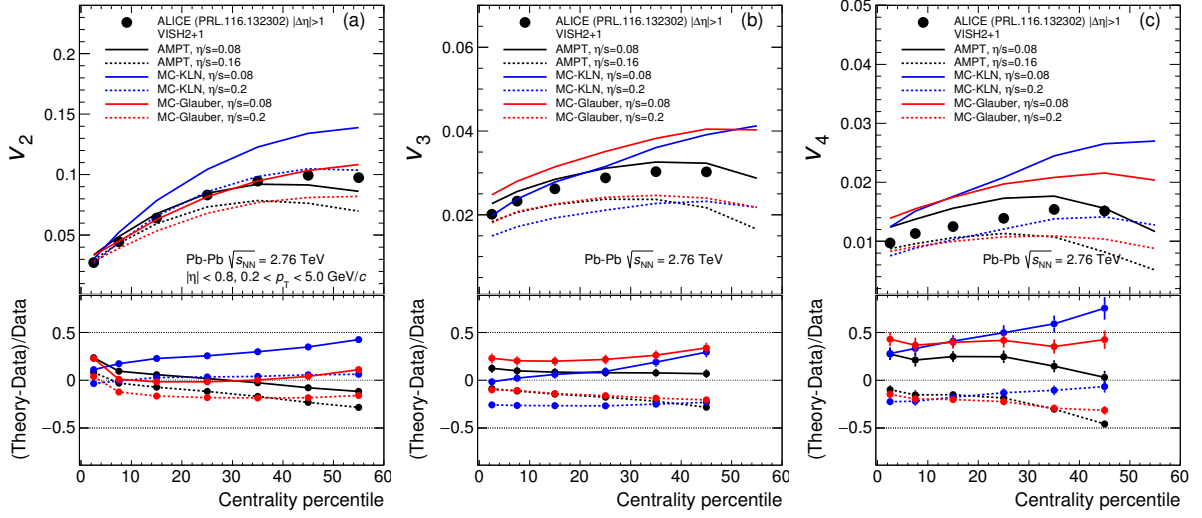 (a)
ALICE (PRL.116.132302) |Δη|>1
VISH2+1
AMPT, η/s=0.08
AMPT, η/s=0.16
MC-KLN, η/s=0.08
MC-KLN, η/s=0.2
MC-Glauber, η/s=0.08
MC-Glauber, η/s=0.2
v2
0.2
0.15
0.1
0.05
Pb-Pb √sNN = 2.76 TeV
|η| < 0.8, 0.2 < pT < 5.0 GeV/c
(Theory-Data)/Data
0.5
0
−0.5
0 10 20 30 40 50 60
Centrality percentile
(b)
ALICE (PRL.116.132302) |Δη|>1
VISH2+1
AMPT, η/s=0.08
AMPT, η/s=0.16
MC-KLN, η/s=0.08
MC-KLN, η/s=0.2
MC-Glauber, η/s=0.08
MC-Glauber, η/s=0.2
v3
0.06
0.04
0.02
Pb-Pb √sNN = 2.76 TeV
(Theory-Data)/Data
0.5
0
−0.5
0 10 20 30 40 50 60
Centrality percentile
(c)
ALICE (PRL.116.132302) |Δη|>1
VISH2+1
AMPT, η/s=0.08
AMPT, η/s=0.16
MC-KLN, η/s=0.08
MC-KLN, η/s=0.2
MC-Glauber, η/s=0.08
MC-Glauber, η/s=0.2
v4
0.05
0.04
0.03
0.02
0.01
Pb-Pb √sNN = 2.76 TeV
(Theory-Data)/Data
0.5
0
−0.5
0 10 20 30 40 50 60
Centrality percentile